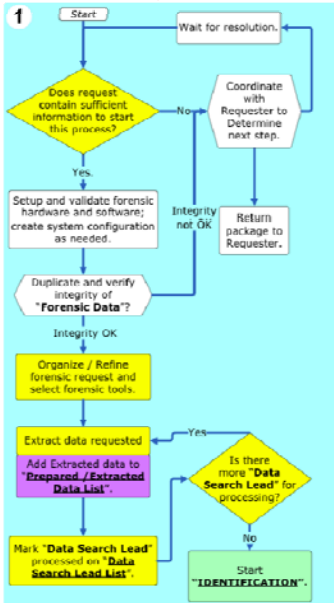 1
Start
Wait for resolution.
Does request
contain sufficient
information to start
this process?
No
Coordinate
with
Requester to
Determine
next step.
Yes.
Setup and validate forensic
hardware and software;
create system configuration
as needed.
Integrity
not OK
Return
package to
Requester.
Duplicate and verify
integrity of
"Forensic Data"?
Integrity OK
Organize / Refine
forensic request and
select forensic tools.
Extract data requested
Yes
Add Extracted data to
"Prepared /Extracted
Data List".
Is there
more "Data
Search Lead" for
processing?
Mark "Data Search Lead"
processed on "Data
Search Lead List".
No
Start
"IDENTIFICATION".